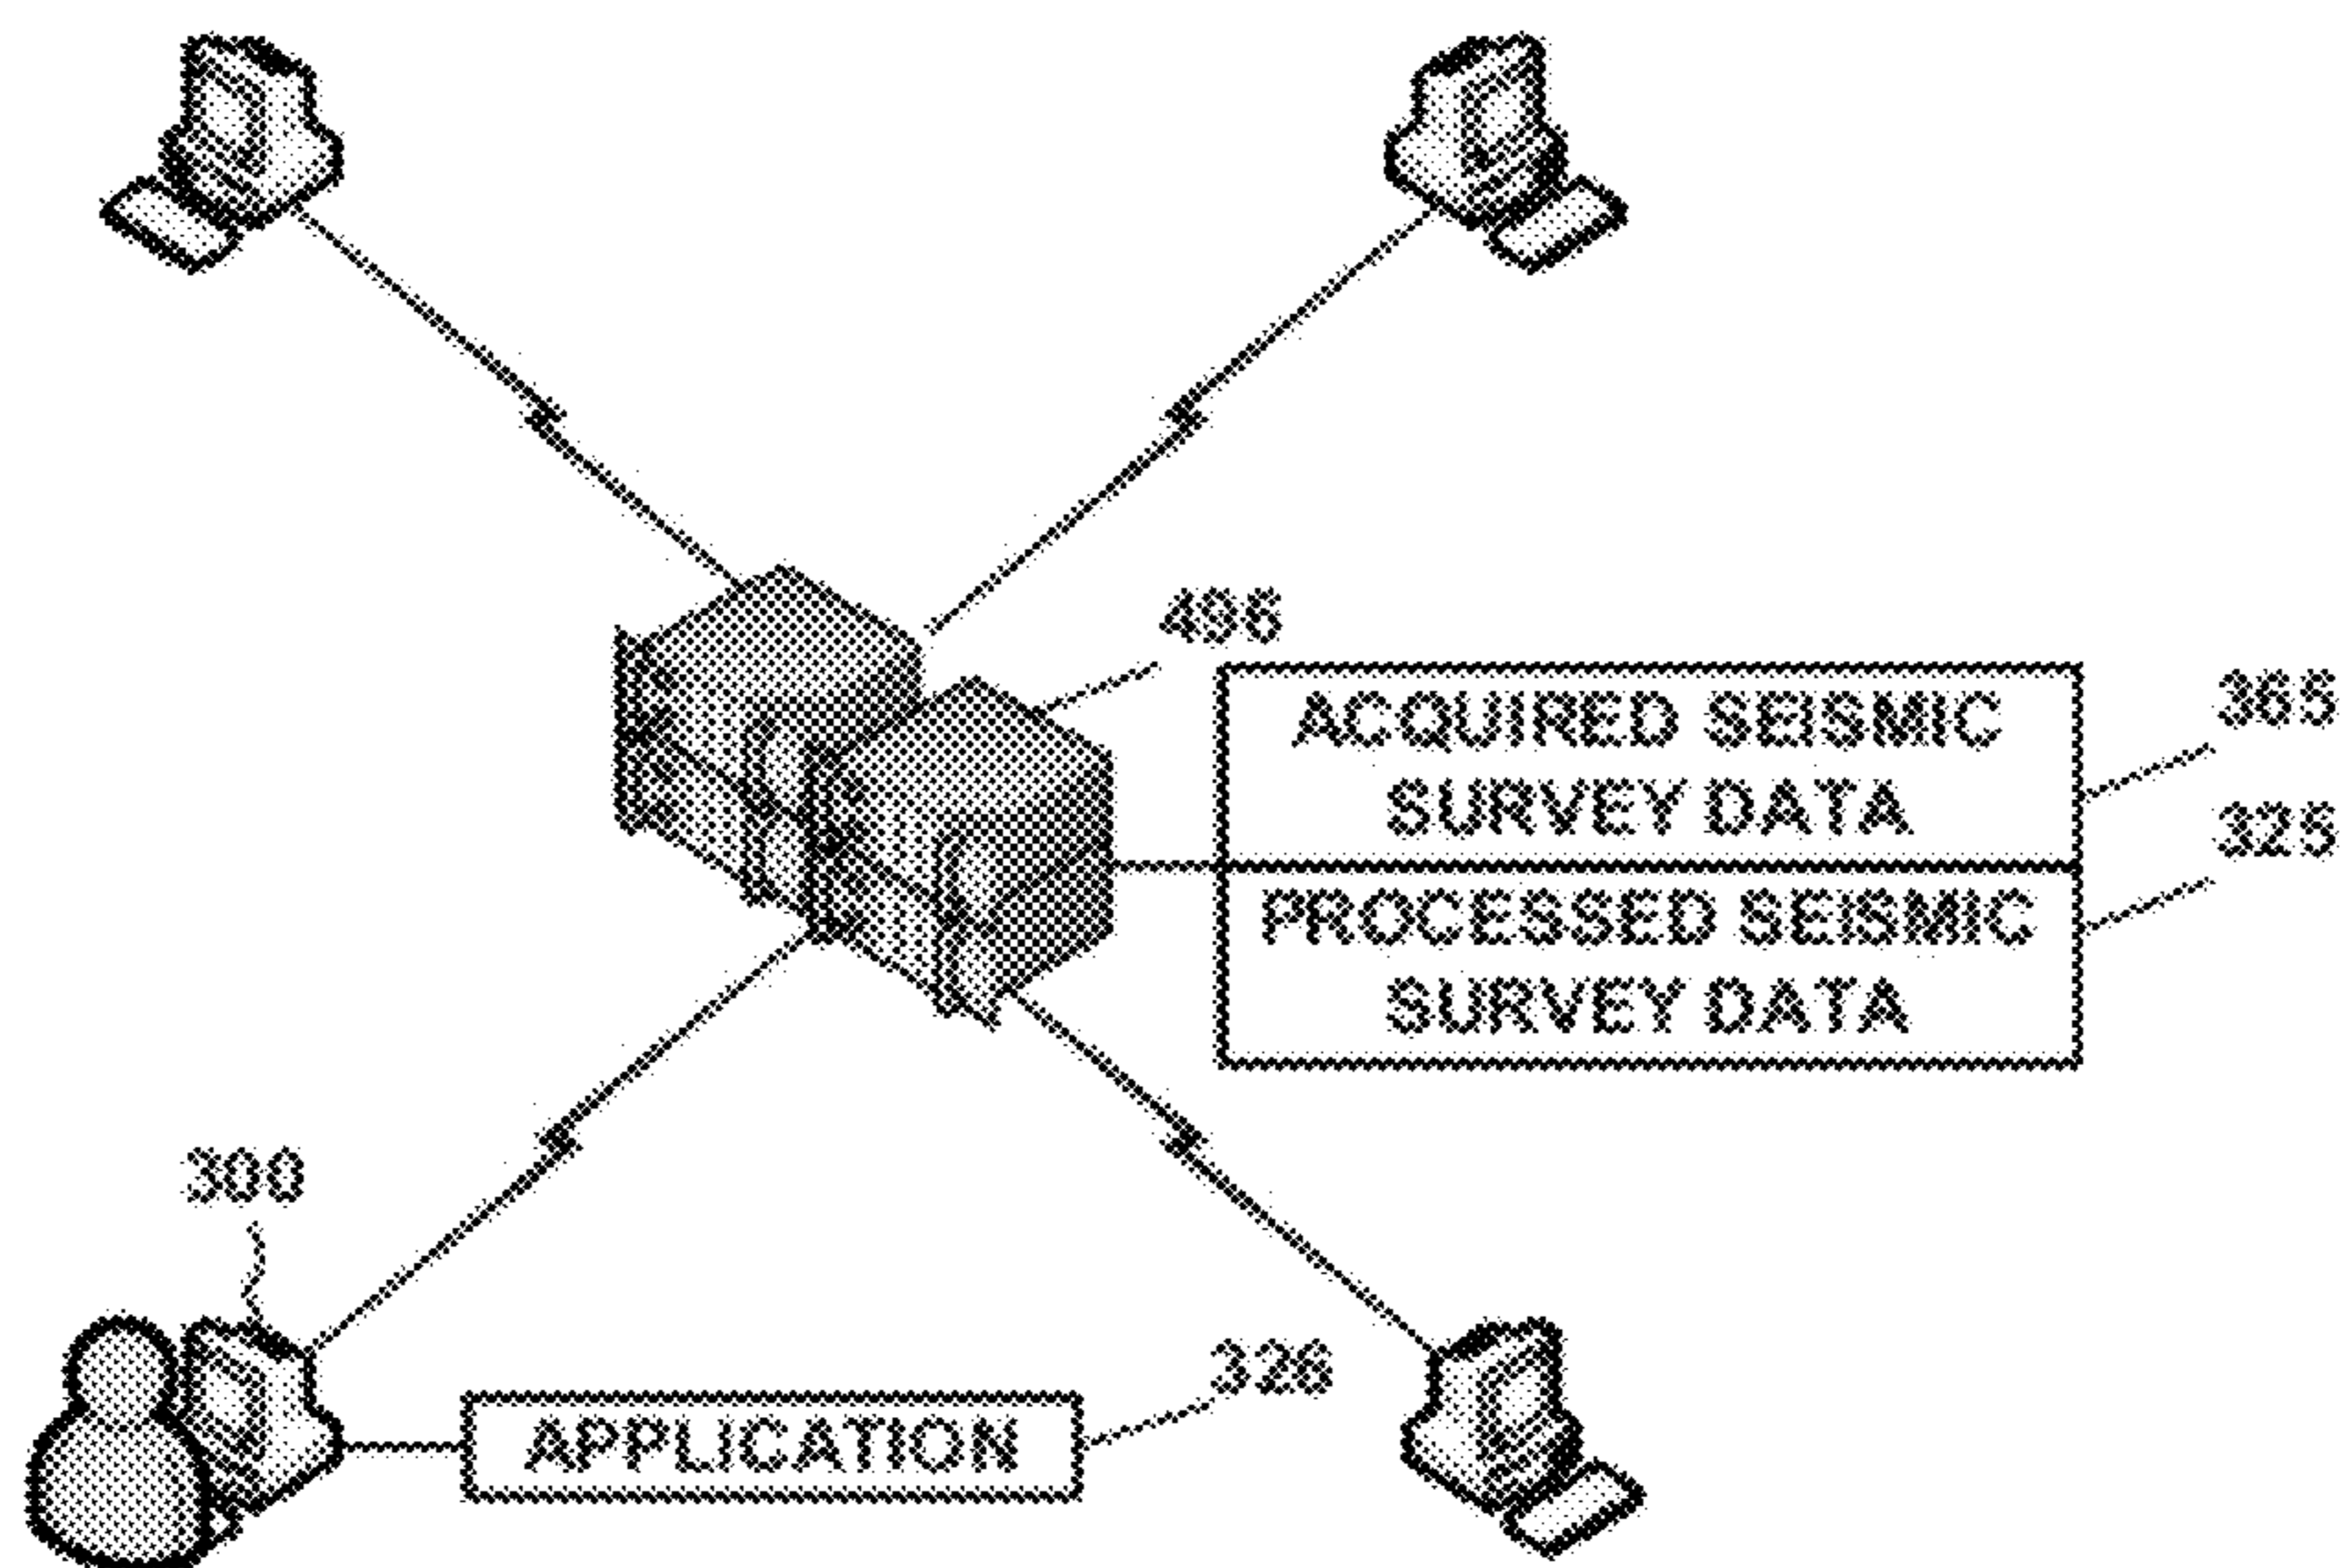 496
ACQUIRED SEISMIC
SURVEY DATA
365
325
PROCESSED SEISMIC
SURVEY DATA
300
326
APPLICATION